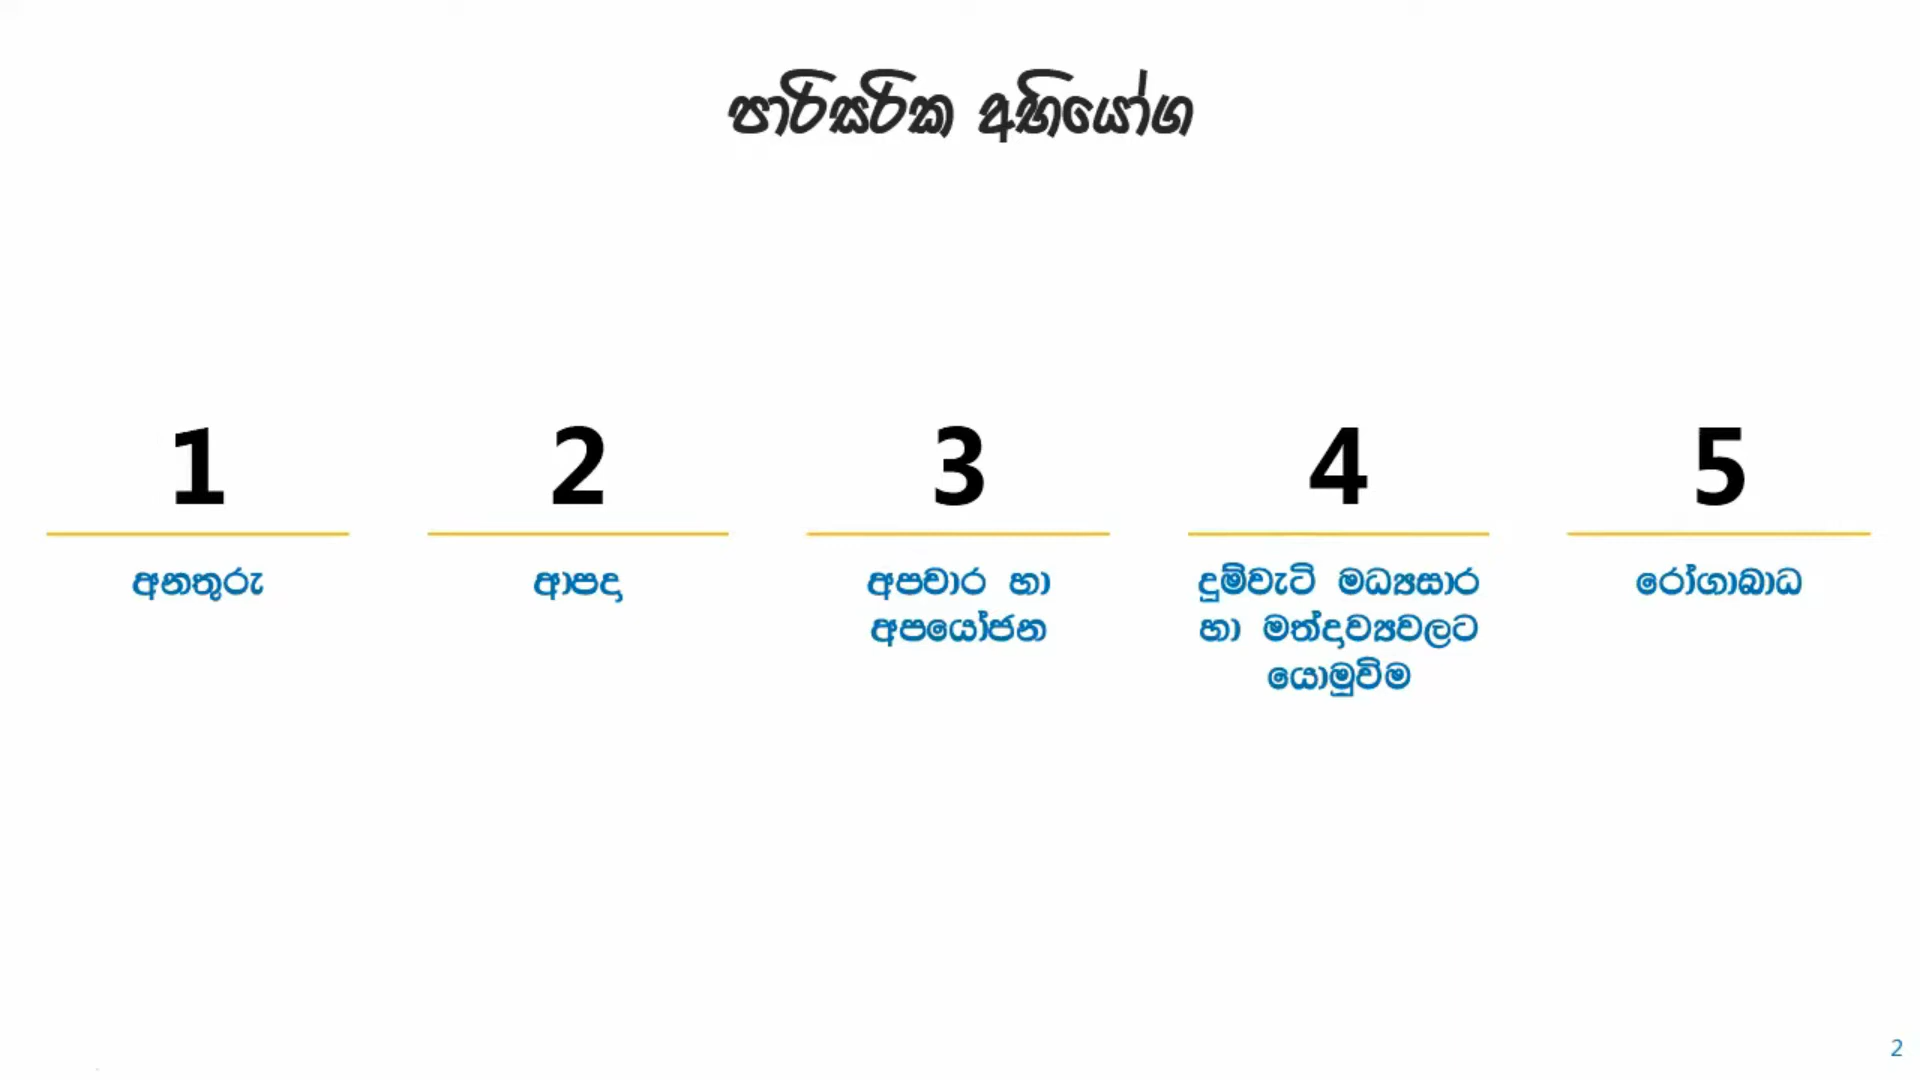 පාරිසරික අභියෝග
1
අනතුරු
2
ආපදා
3
අපචාර හා
අපයෝජන
4
දුම්වැටි මධ්‍යසාර
හා මත්ද්‍රව්‍යවලට
යොමුවීම
5
රෝගාබාධ
2